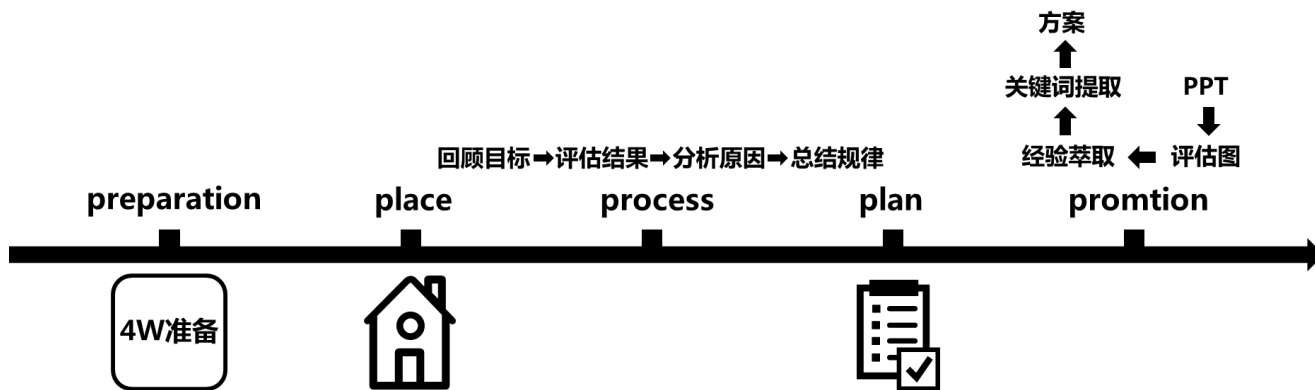 方案
关键词提取 PPT
回顾目标➡评估结果➡分析原因➡总结规律 经验萃取 评估图
preparation place process plan promtion
4W准备